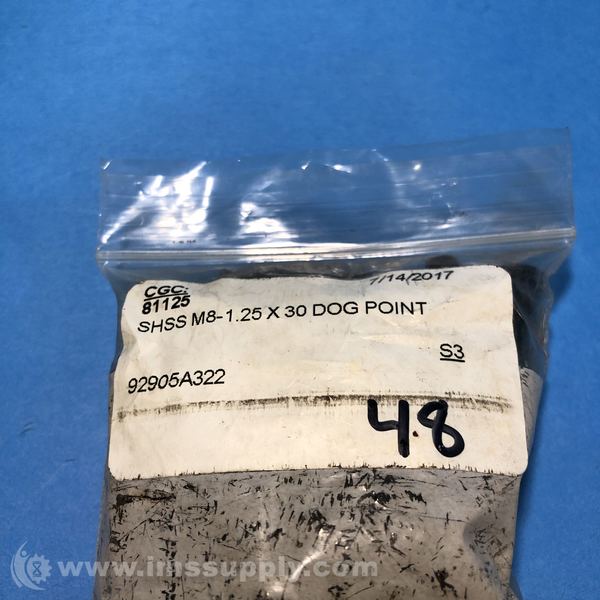 CGC:
81125
7/14/2017
SHSS M8-1.25 X 30 DOG POINT
S3
92905A322
48
www.imssupply.com